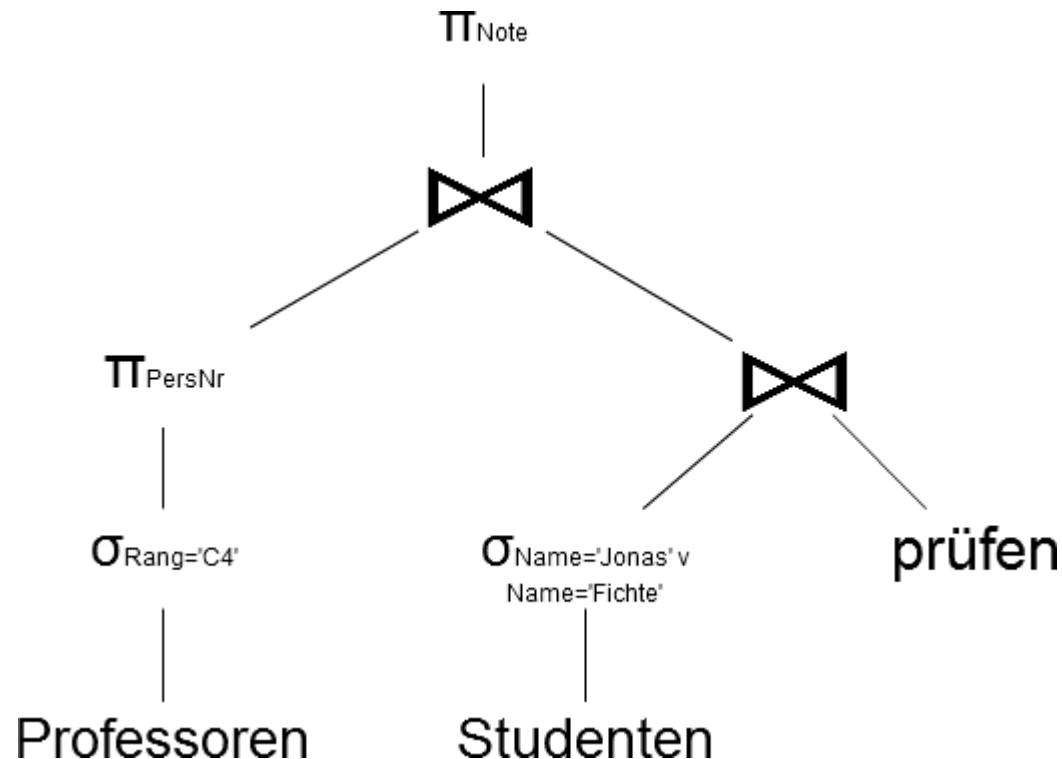 πNote
⋈
πPersNr
⋈
σRang='C4'
σName='Jonas' v
Name='Fichte'
prüfen
Professoren
Studenten